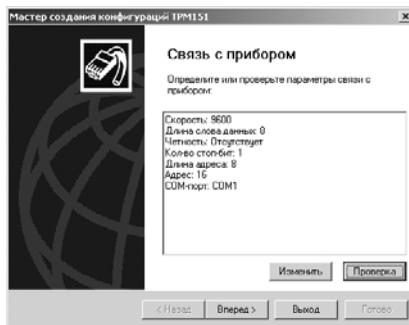 Мастер создания конфигураций ТРМ151
Связь с прибором
Определите или проверьте параметры связи с
прибором:
Скорость: 9600
Длина слова данных: 8
Четность: Отсутствует
Кол-во стоп-бит: 1
Длина адреса: 8
Адрес: 16
COM-порт: COM1
Изменить
Проверка
< Назад
Вперед >
Выход
Готово